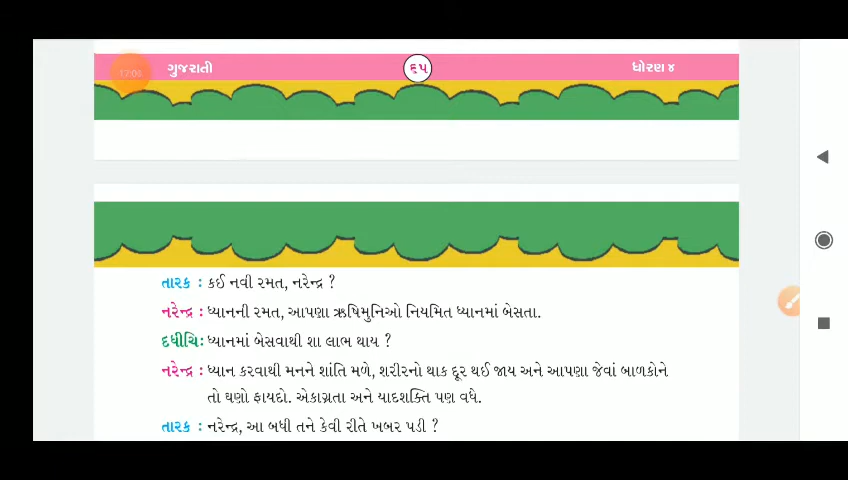 ગુજરાતી ૬૫ ધોરણ ૪
તારક : કઈ નવી રમત, નરેન્દ્ર ?
નરેન્દ્ર : ધ્યાનની રમત, આપણા ઋષિમુનિઓ નિયમિત ધ્યાનમાં બેસતા.
દધીચિ: ધ્યાનમાં બેસવાથી શા લાભ થાય ?
નરેન્દ્ર : ધ્યાન કરવાથી મનને શાંતિ મળે, શરીરનો થાક દૂર થઈ જાય અને આપણા જેવાં બાળકોને
તો ઘણો ફાયદો. એકાગ્રતા અને યાદશક્તિ પણ વધે.
તારક : નરેન્દ્ર, આ બધી તને કેવી રીતે ખબર પડી ?